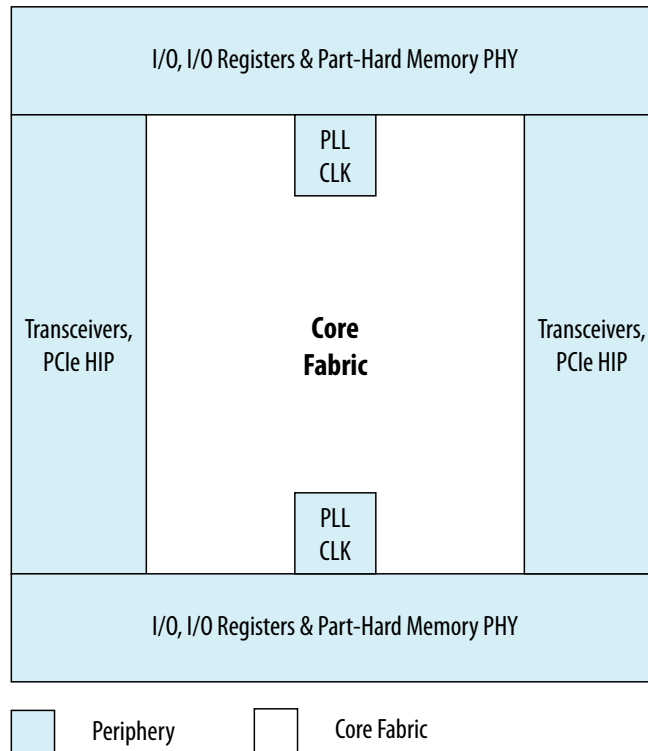 I/O, I/O Registers & Part-Hard Memory PHY
PLL
CLK
Transceivers,
PCIe HIP
Core
Fabric
Transceivers,
PCIe HIP
PLL
CLK
I/O, I/O Registers & Part-Hard Memory PHY
Periphery
Core Fabric